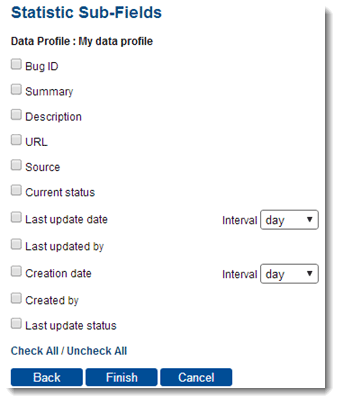 Statistic Sub-Fields
Data Profile : My data profile
Bug ID
Summary
Description
URL
Source
Current status
Last update date Interval day
Last updated by
Creation date Interval day
Created by
Last update status
Check All / Uncheck All
Back Finish Cancel